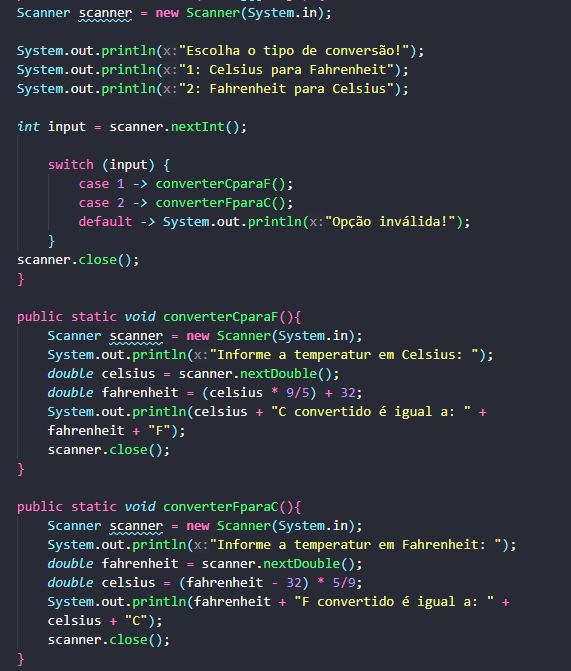 Scanner scanner = new Scanner(System.in);
System.out.println(x:"Escolha o tipo de conversão!");
System.out.println(x:"1: Celsius para Fahrenheit");
System.out.println(x:"2: Fahrenheit para Celsius");
int input = scanner.nextInt();
switch (input) {
case 1 -> converterCparaF();
case 2 -> converterFparaC();
default -> System.out.println(x:"Opção inválida!");
}
scanner.close();
}
public static void converterCparaF(){
Scanner scanner = new Scanner(System.in);
System.out.println(x:"Informe a temperatur em Celsius: ");
double celsius = scanner.nextDouble();
double fahrenheit = (celsius * 9/5) + 32;
System.out.println(celsius + "C convertido é igual a: " +
fahrenheit + "F");
scanner.close();
}
public static void converterFparaC(){
Scanner scanner = new Scanner(System.in);
System.out.println(x:"Informe a temperatur em Fahrenheit: ");
double fahrenheit = scanner.nextDouble();
double celsius = (fahrenheit - 32) * 5/9;
System.out.println(fahrenheit + "F convertido é igual a: " +
celsius + "C");
scanner.close();
}